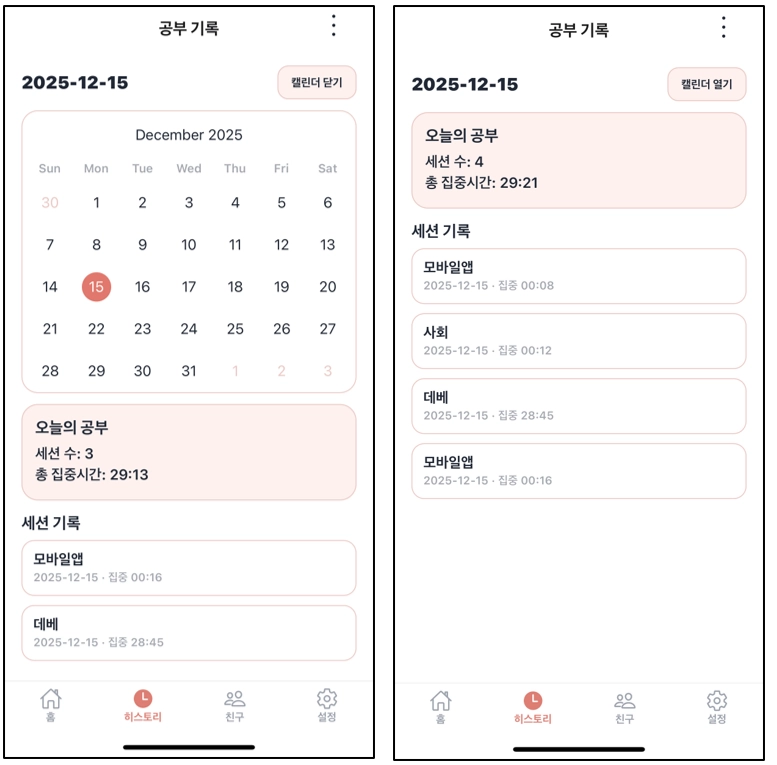 공부 기록
2025-12-15
캘린더 닫기
December 2025
Sun Mon Tue Wed Thu Fri Sat
30 1 2 3 4 5 6
7 8 9 10 11 12 13
14 15 16 17 18 19 20
21 22 23 24 25 26 27
28 29 30 31 1 2 3
오늘의 공부
세션 수: 3
총 집중시간: 29:13
세션 기록
모바일앱
2025-12-15 · 집중 00:16
데베
2025-12-15 · 집중 28:45
홈 히스토리 친구 설정
공부 기록
2025-12-15
캘린더 열기
오늘의 공부
세션 수: 4
총 집중시간: 29:21
세션 기록
모바일앱
2025-12-15 · 집중 00:08
사회
2025-12-15 · 집중 00:12
데베
2025-12-15 · 집중 28:45
모바일앱
2025-12-15 · 집중 00:16
홈 히스토리 친구 설정